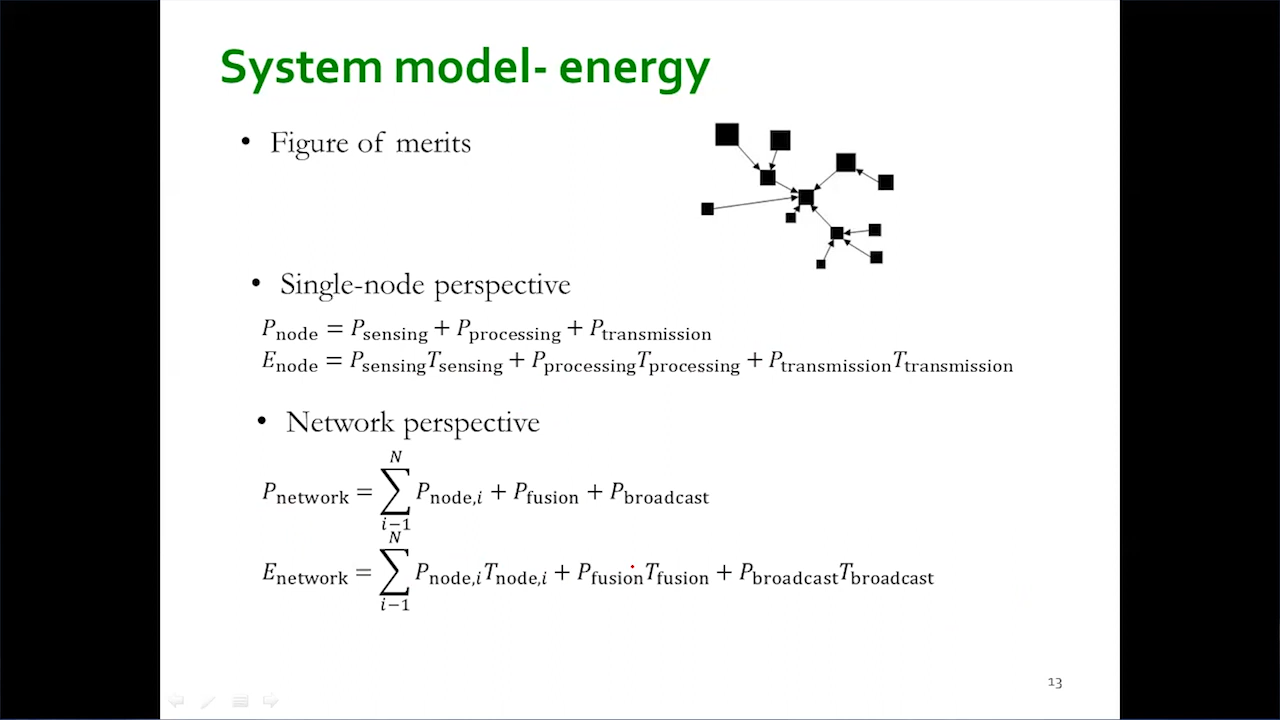 System model- energy
• Figure of merits
• Single-node perspective
P_node = P_sensing + P_processing + P_transmission
E_node = P_sensing T_sensing + P_processing T_processing + P_transmission T_transmission
• Network perspective
P_network = ∑_{i−1}^{N} P_node,i + P_fusion + P_broadcast
E_network = ∑_{i−1}^{N} P_node,i T_node,i + P_fusion T_fusion + P_broadcast T_broadcast
13